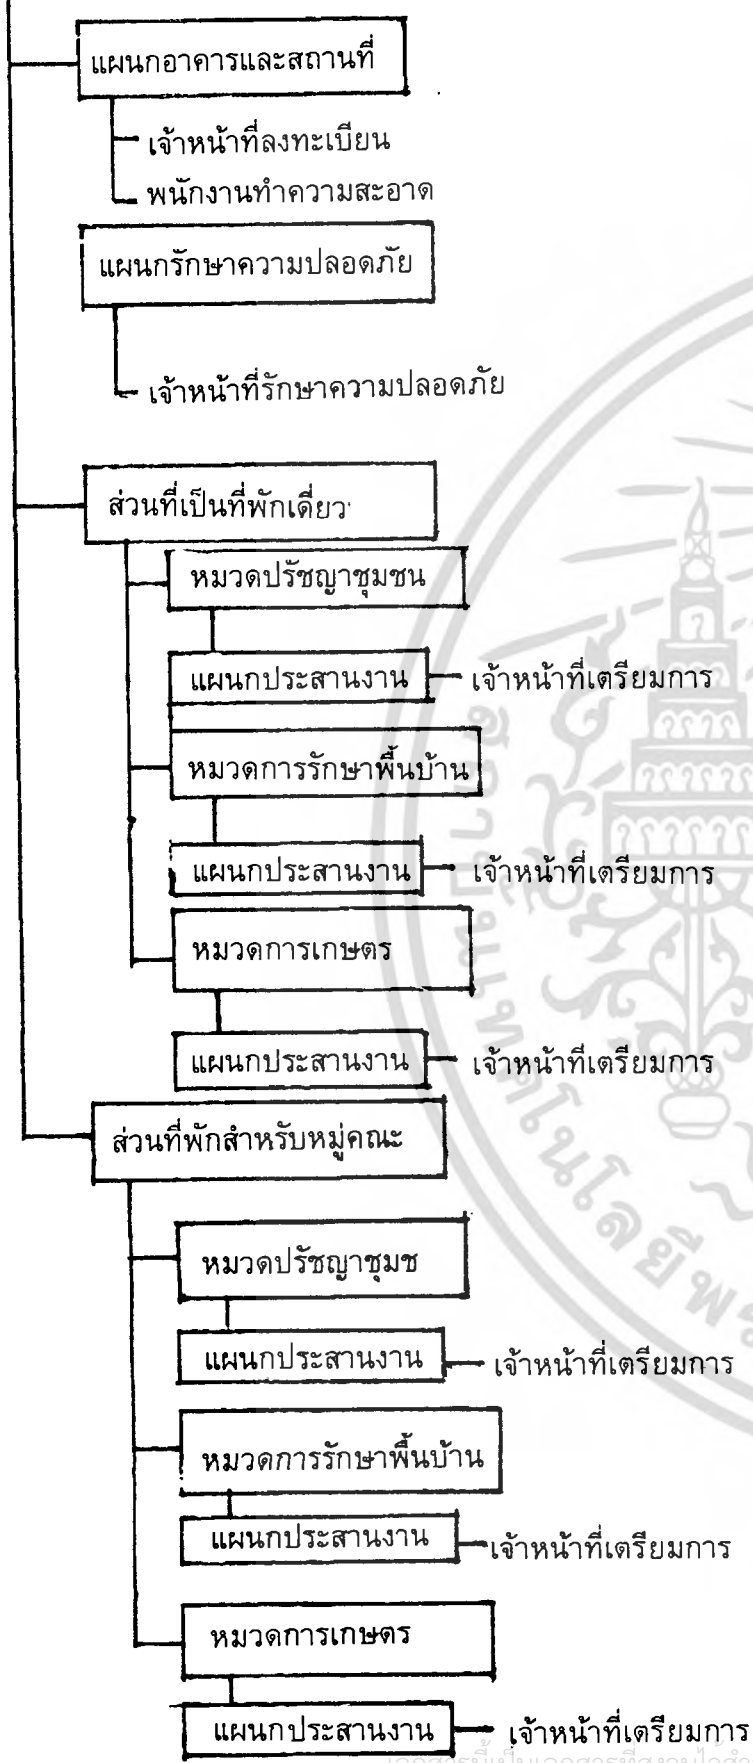 แผนกอาคารและสถานที่
เจ้าหน้าที่ลงทะเบียน
พนักงานทำความสะอาด
แผนกรักษาความปลอดภัย
เจ้าหน้าที่รักษาความปลอดภัย
ส่วนที่เป็นที่พักเดี่ยว
หมวดปรัชญาชุมชน
แผนกประสานงาน เจ้าหน้าที่เตรียมการ
หมวดการรักษาพื้นบ้าน
แผนกประสานงาน เจ้าหน้าที่เตรียมการ
หมวดการเกษตร
แผนกประสานงาน เจ้าหน้าที่เตรียมการ
ส่วนที่พักสำหรับหมู่คณะ
หมวดปรัชญาชุมช
แผนกประสานงาน เจ้าหน้าที่เตรียมการ
หมวดการรักษาพื้นบ้าน
แผนกประสานงาน เจ้าหน้าที่เตรียมการ
หมวดการเกษตร
แผนกประสานงาน เจ้าหน้าที่เตรียมการ